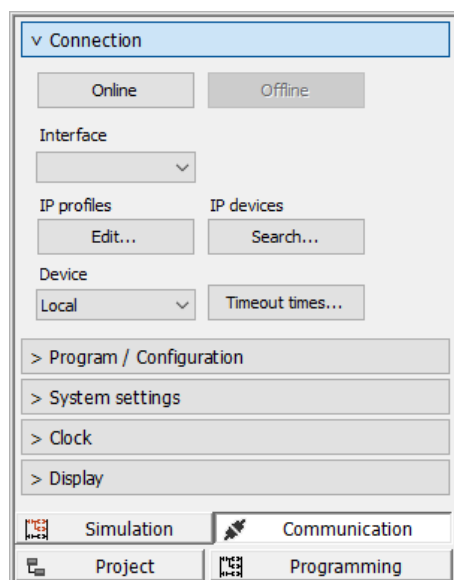 v Connection
Online Offline
Interface
IP profiles IP devices
Edit... Search...
Device
Local Timeout times...
> Program / Configuration
> System settings
> Clock
> Display
Simulation Communication
Project Programming